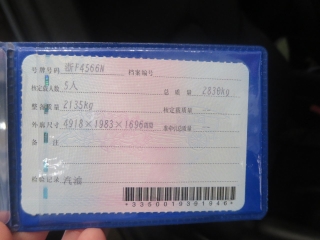 号牌号码 浙F4566N 档案编号
核定载人数 5人 总质量 2830kg
整备质量 2135kg 核定载质量 --
外廓尺寸 4918×1983×1696mm 准牵引总质量 --
备注
检验记录 汽油
*3350019361946*